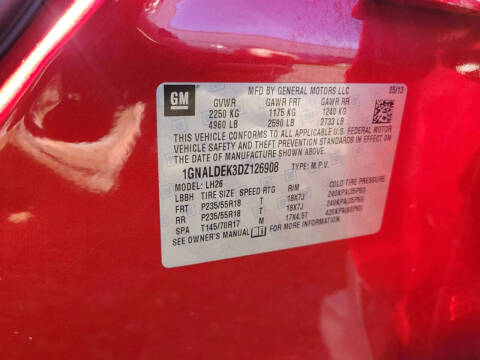 GM
MFD BY GENERAL MOTORS LLC 05/13
GVWR GAWR FRT GAWR RR
2250 KG 1175 KG 1240 KG
4960 LB 2590 LB 2733 LB
THIS VEHICLE CONFORMS TO ALL APPLICABLE U.S. FEDERAL MOTOR
VEHICLE SAFETY AND THEFT PREVENTION STANDARDS IN EFFECT ON THE
DATE OF MANUFACTURE SHOWN ABOVE.
1GNALDEK3DZ126908 TYPE: M.P.V.
MODEL: LH26
LBBH TIRE SIZE SPEED RTG RIM COLD TIRE PRESSURE
FRT P235/55R18 T 18X7J 240KPA(35PSI)
RR P235/55R18 T 18X7J 240KPA(35PSI)
SPA T145/70R17 M 17X4.5T 420KPA(60PSI)
SEE OWNER'S MANUAL